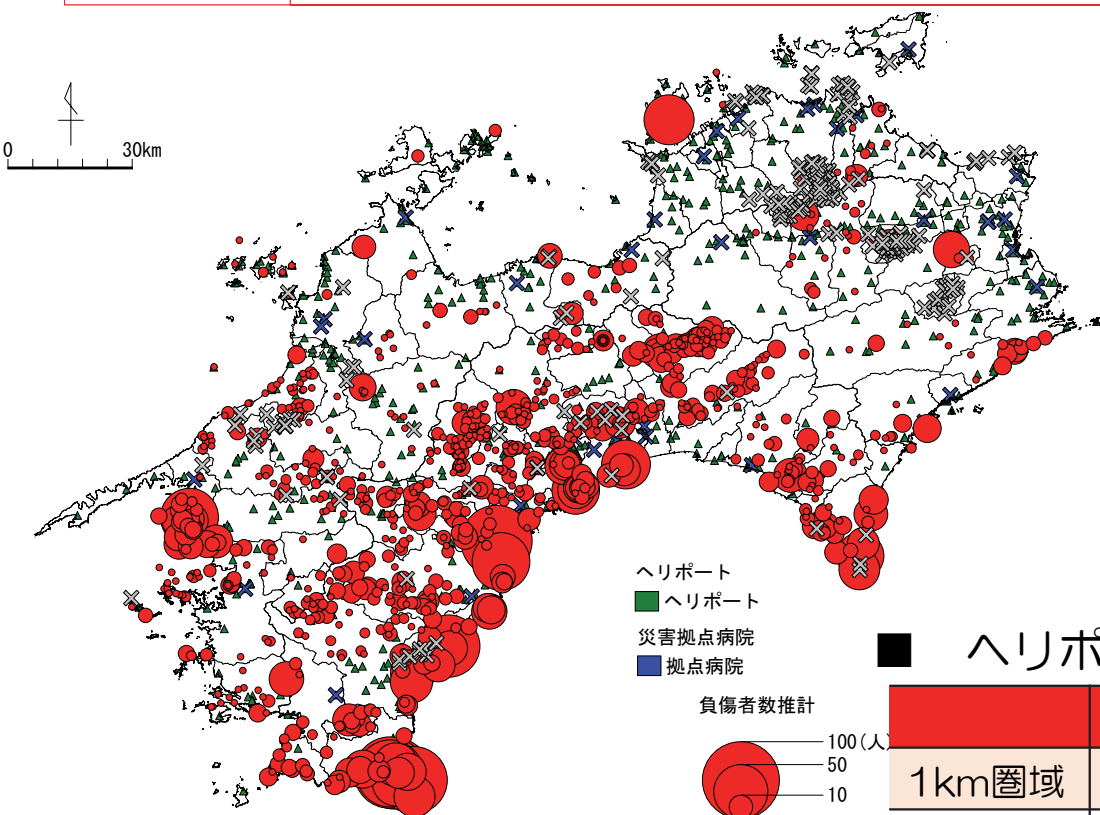 0 30km
ヘリポート
ヘリポート
災害拠点病院
拠点病院
負傷者数推計
100(人)
50
10
■ ヘリポ
1km圏域